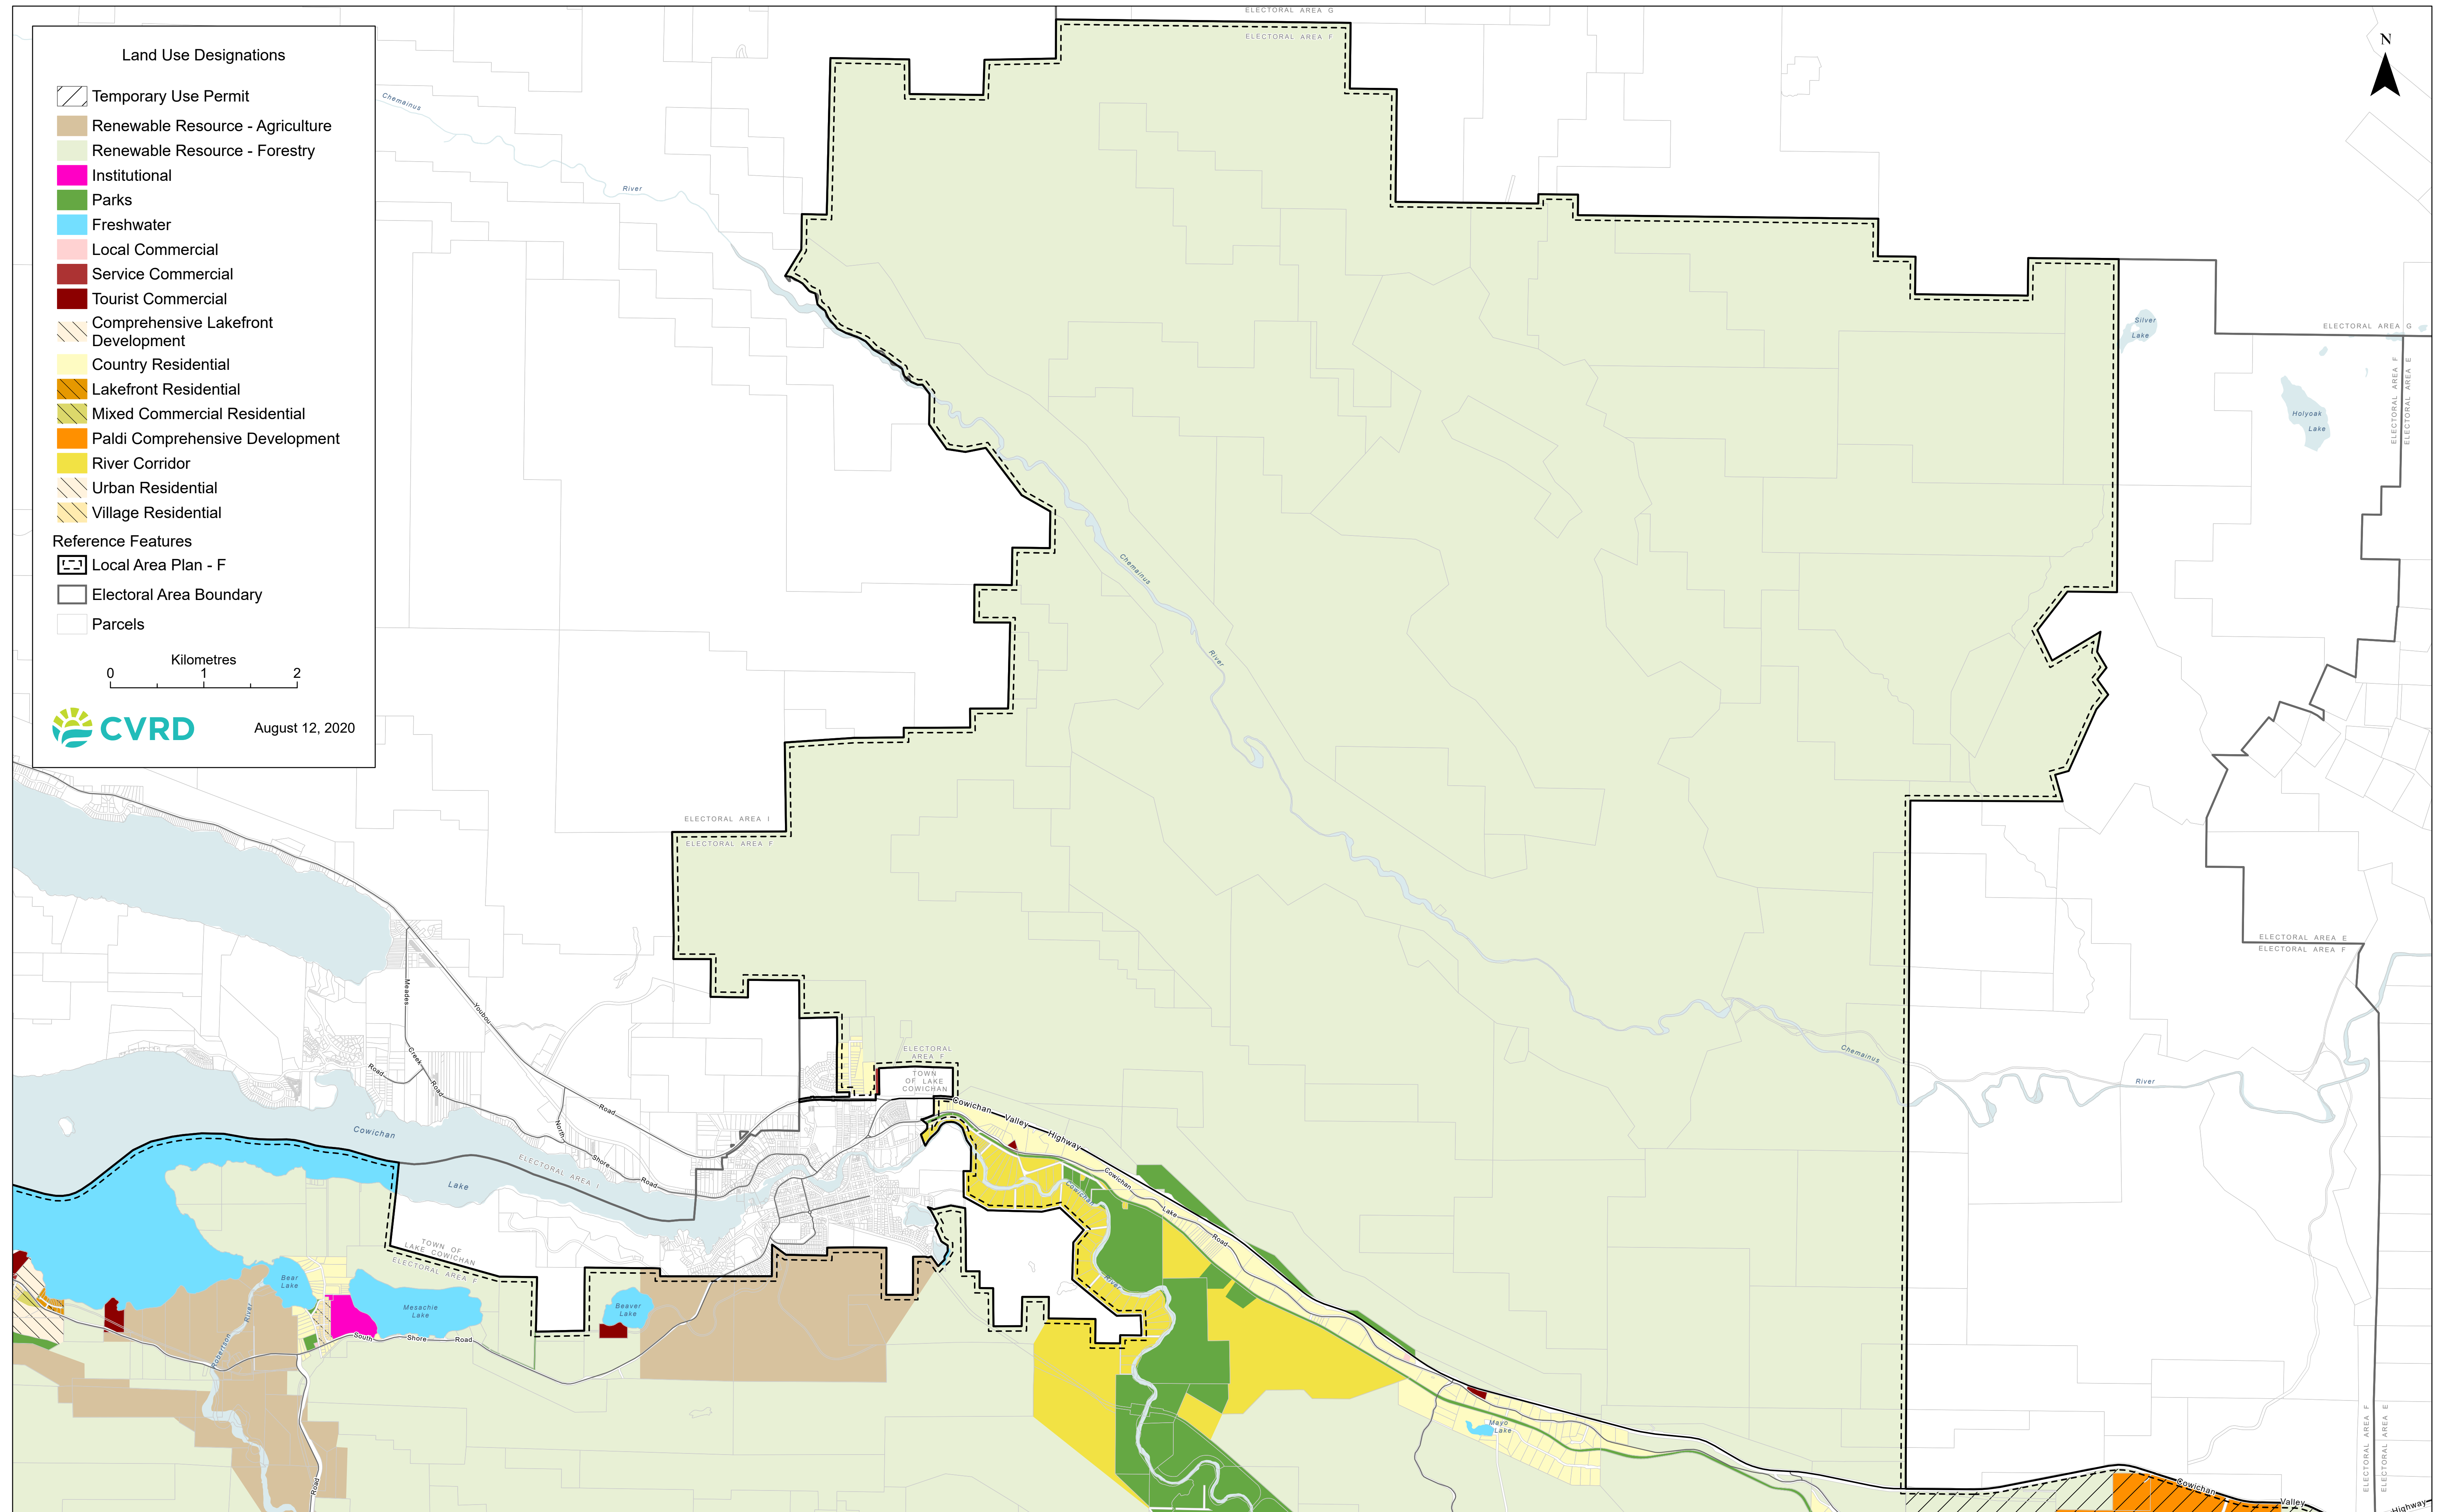 Land Use Designations
Temporary Use Permit
Renewable Resource - Agriculture
Renewable Resource - Forestry
Institutional
Parks
Freshwater
Local Commercial
Service Commercial
Tourist Commercial
Comprehensive Lakefront
Development
Country Residential
Lakefront Residential
Mixed Commercial Residential
Paldi Comprehensive Development
River Corridor
Urban Residential
Village Residential
Reference Features
Local Area Plan - F
Electoral Area Boundary
Parcels
Kilometres
0 1 2
CVRD
August 12, 2020
N
ELECTORAL AREA G
ELECTORAL AREA F
Chemainus
River
Silver
Lake
ELECTORAL AREA G
ELECTORAL AREA F
ELECTORAL AREA E
Holyoak
Lake
Chemainus
River
ELECTORAL AREA I
ELECTORAL AREA F
ELECTORAL AREA E
ELECTORAL AREA F
Meades
Creek
Road
Youbou
Road
Road
North
Shore
Road
Cowichan
Lake
ELECTORAL AREA I
ELECTORAL
AREA F
TOWN
OF LAKE
COWICHAN
Cowichan Valley Highway
Chemainus
River
Cowichan
Lake
Road
Cowichan
River
TOWN OF
LAKE COWICHAN
ELECTORAL AREA F
Bear
Lake
Mesachie
Lake
Beaver
Lake
Robertson
River
South Shore Road
Road
Mayo
Lake
ELECTORAL AREA F
ELECTORAL AREA E
Cowichan
Valley
Highway